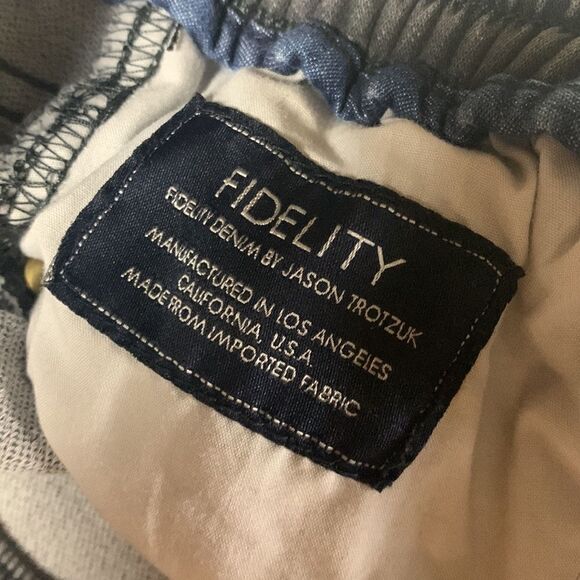 FIDELITY
FIDELITY DENIM BY JASON TROTZUK
MANUFACTURED IN LOS ANGELES
CALIFORNIA, U.S.A
MADE FROM IMPORTED FABRIC